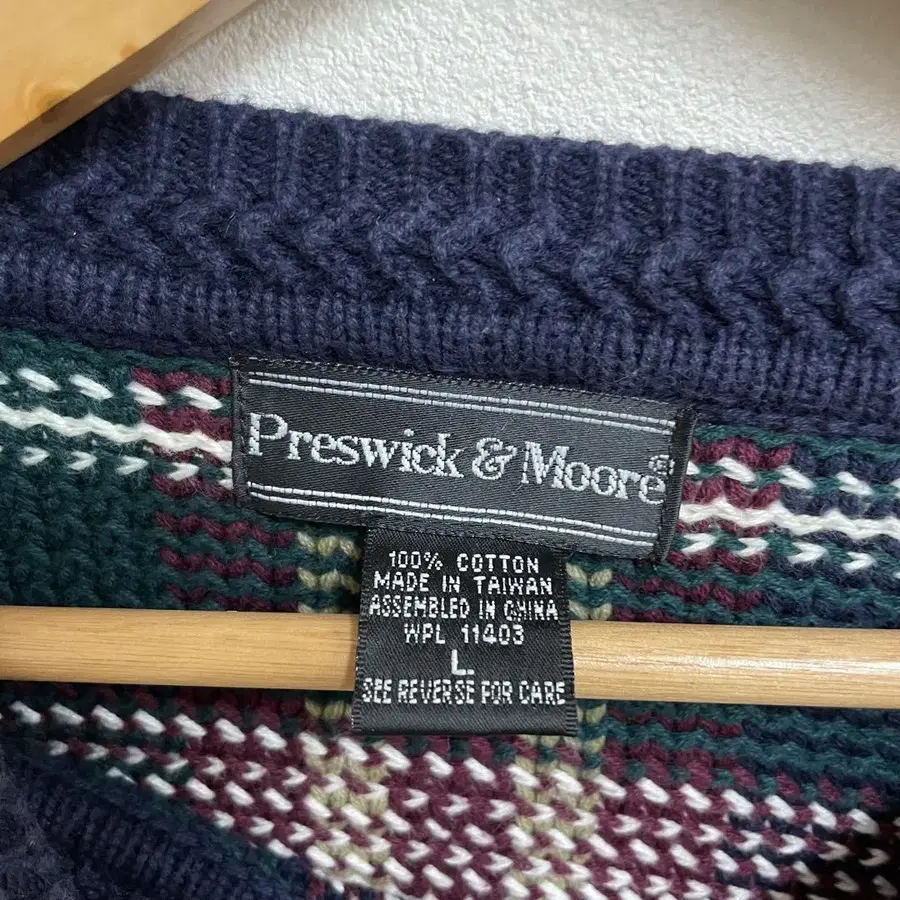 Preswick & Moore®
100% COTTON
MADE IN TAIWAN
ASSEMBLED IN CHINA
WPL 11403
L
SEE REVERSE FOR CARE